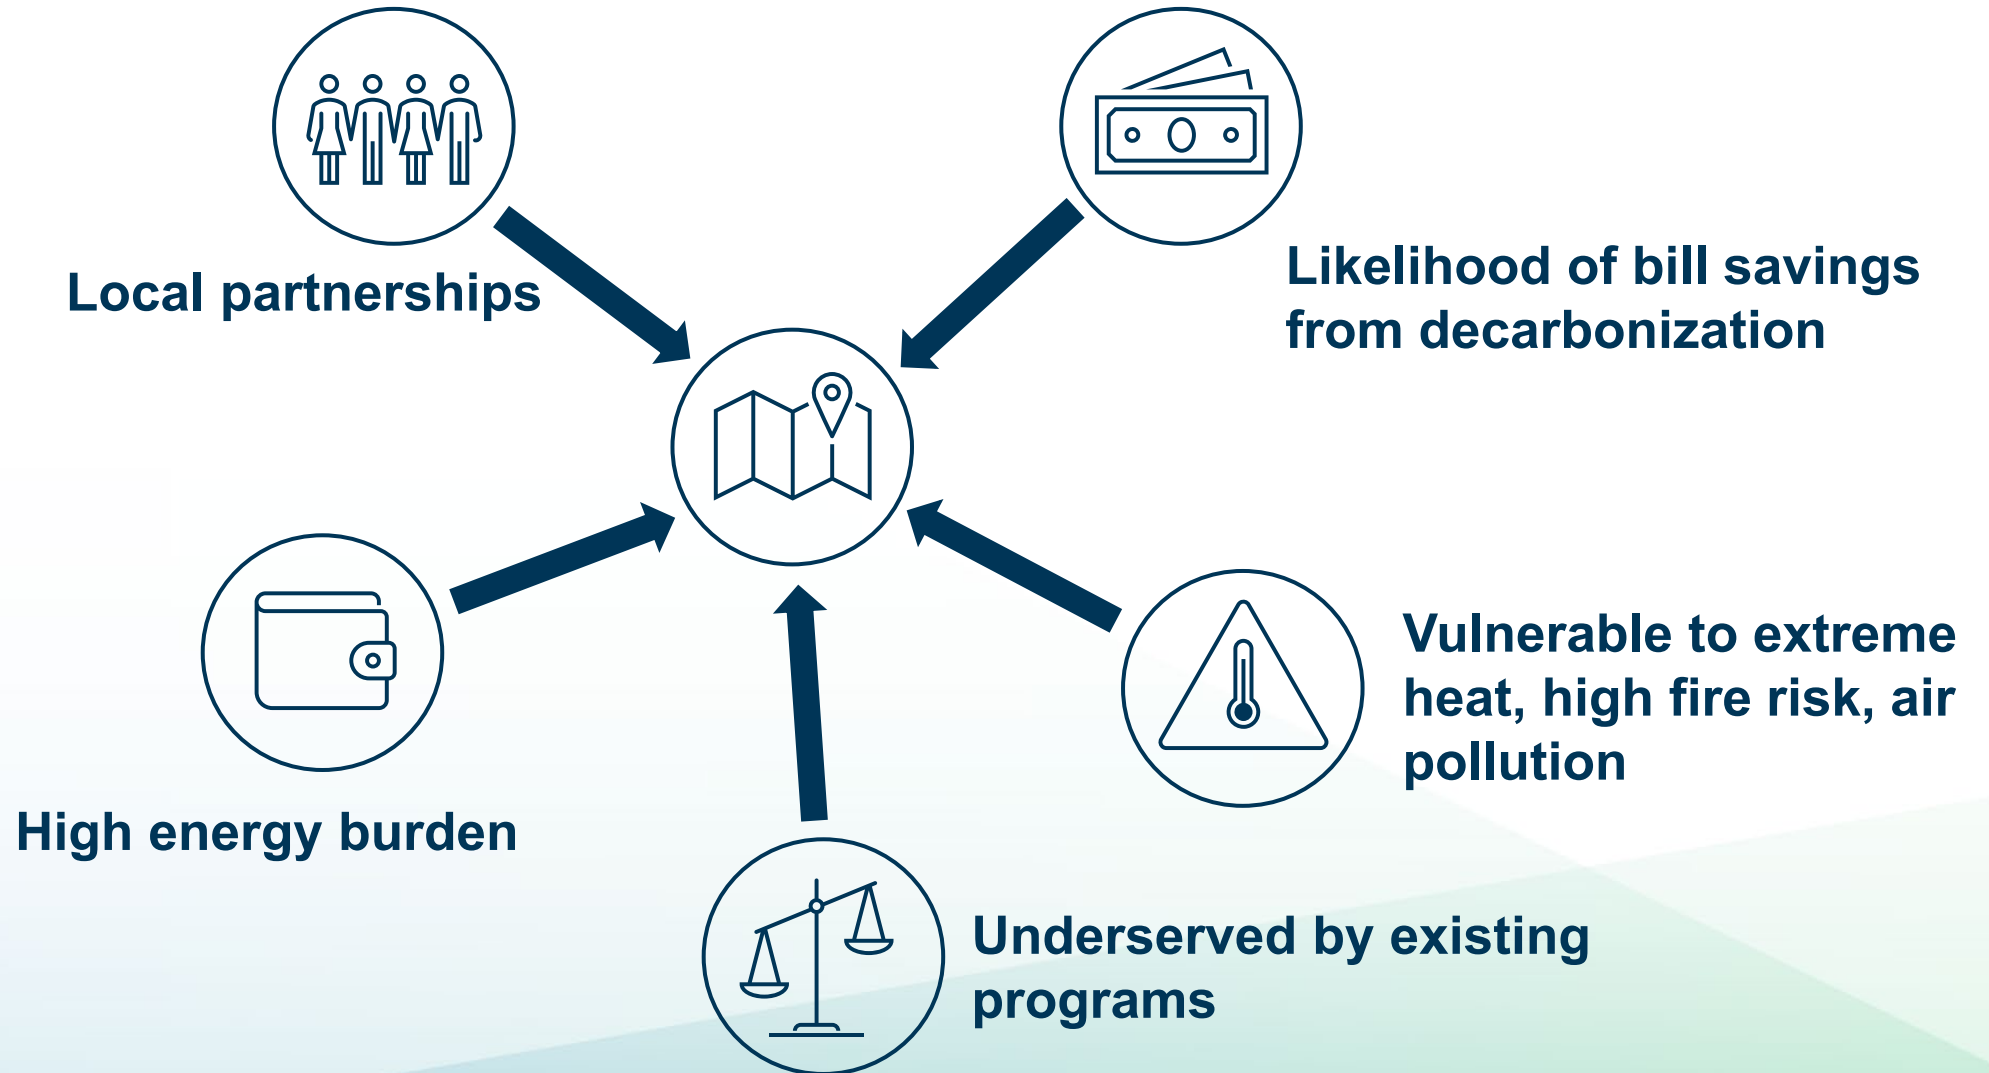 Local partnerships
Likelihood of bill savings
from decarbonization
High energy burden
Vulnerable to extreme
heat, high fire risk, air
pollution
Underserved by existing
programs